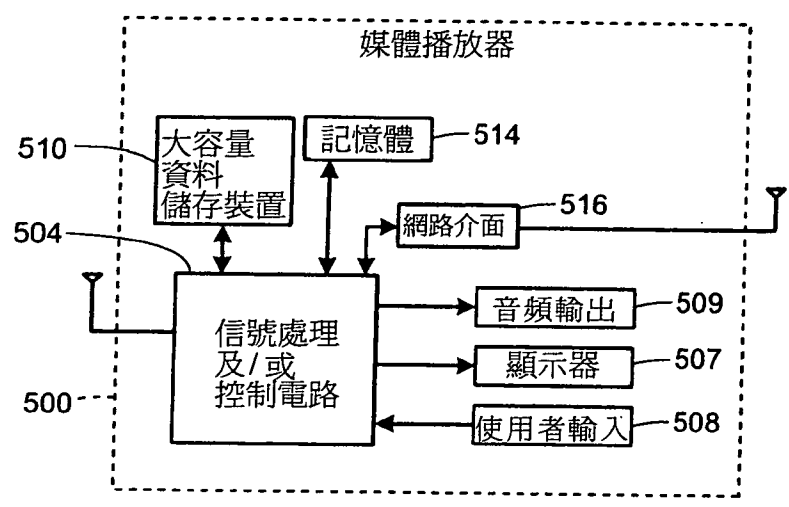 媒體播放器
510
大容量
資料
儲存裝置
記憶體
514
504
網路介面
516
信號處理
及/或
控制電路
音頻輸出
509
顯示器
507
500
使用者輸入
508